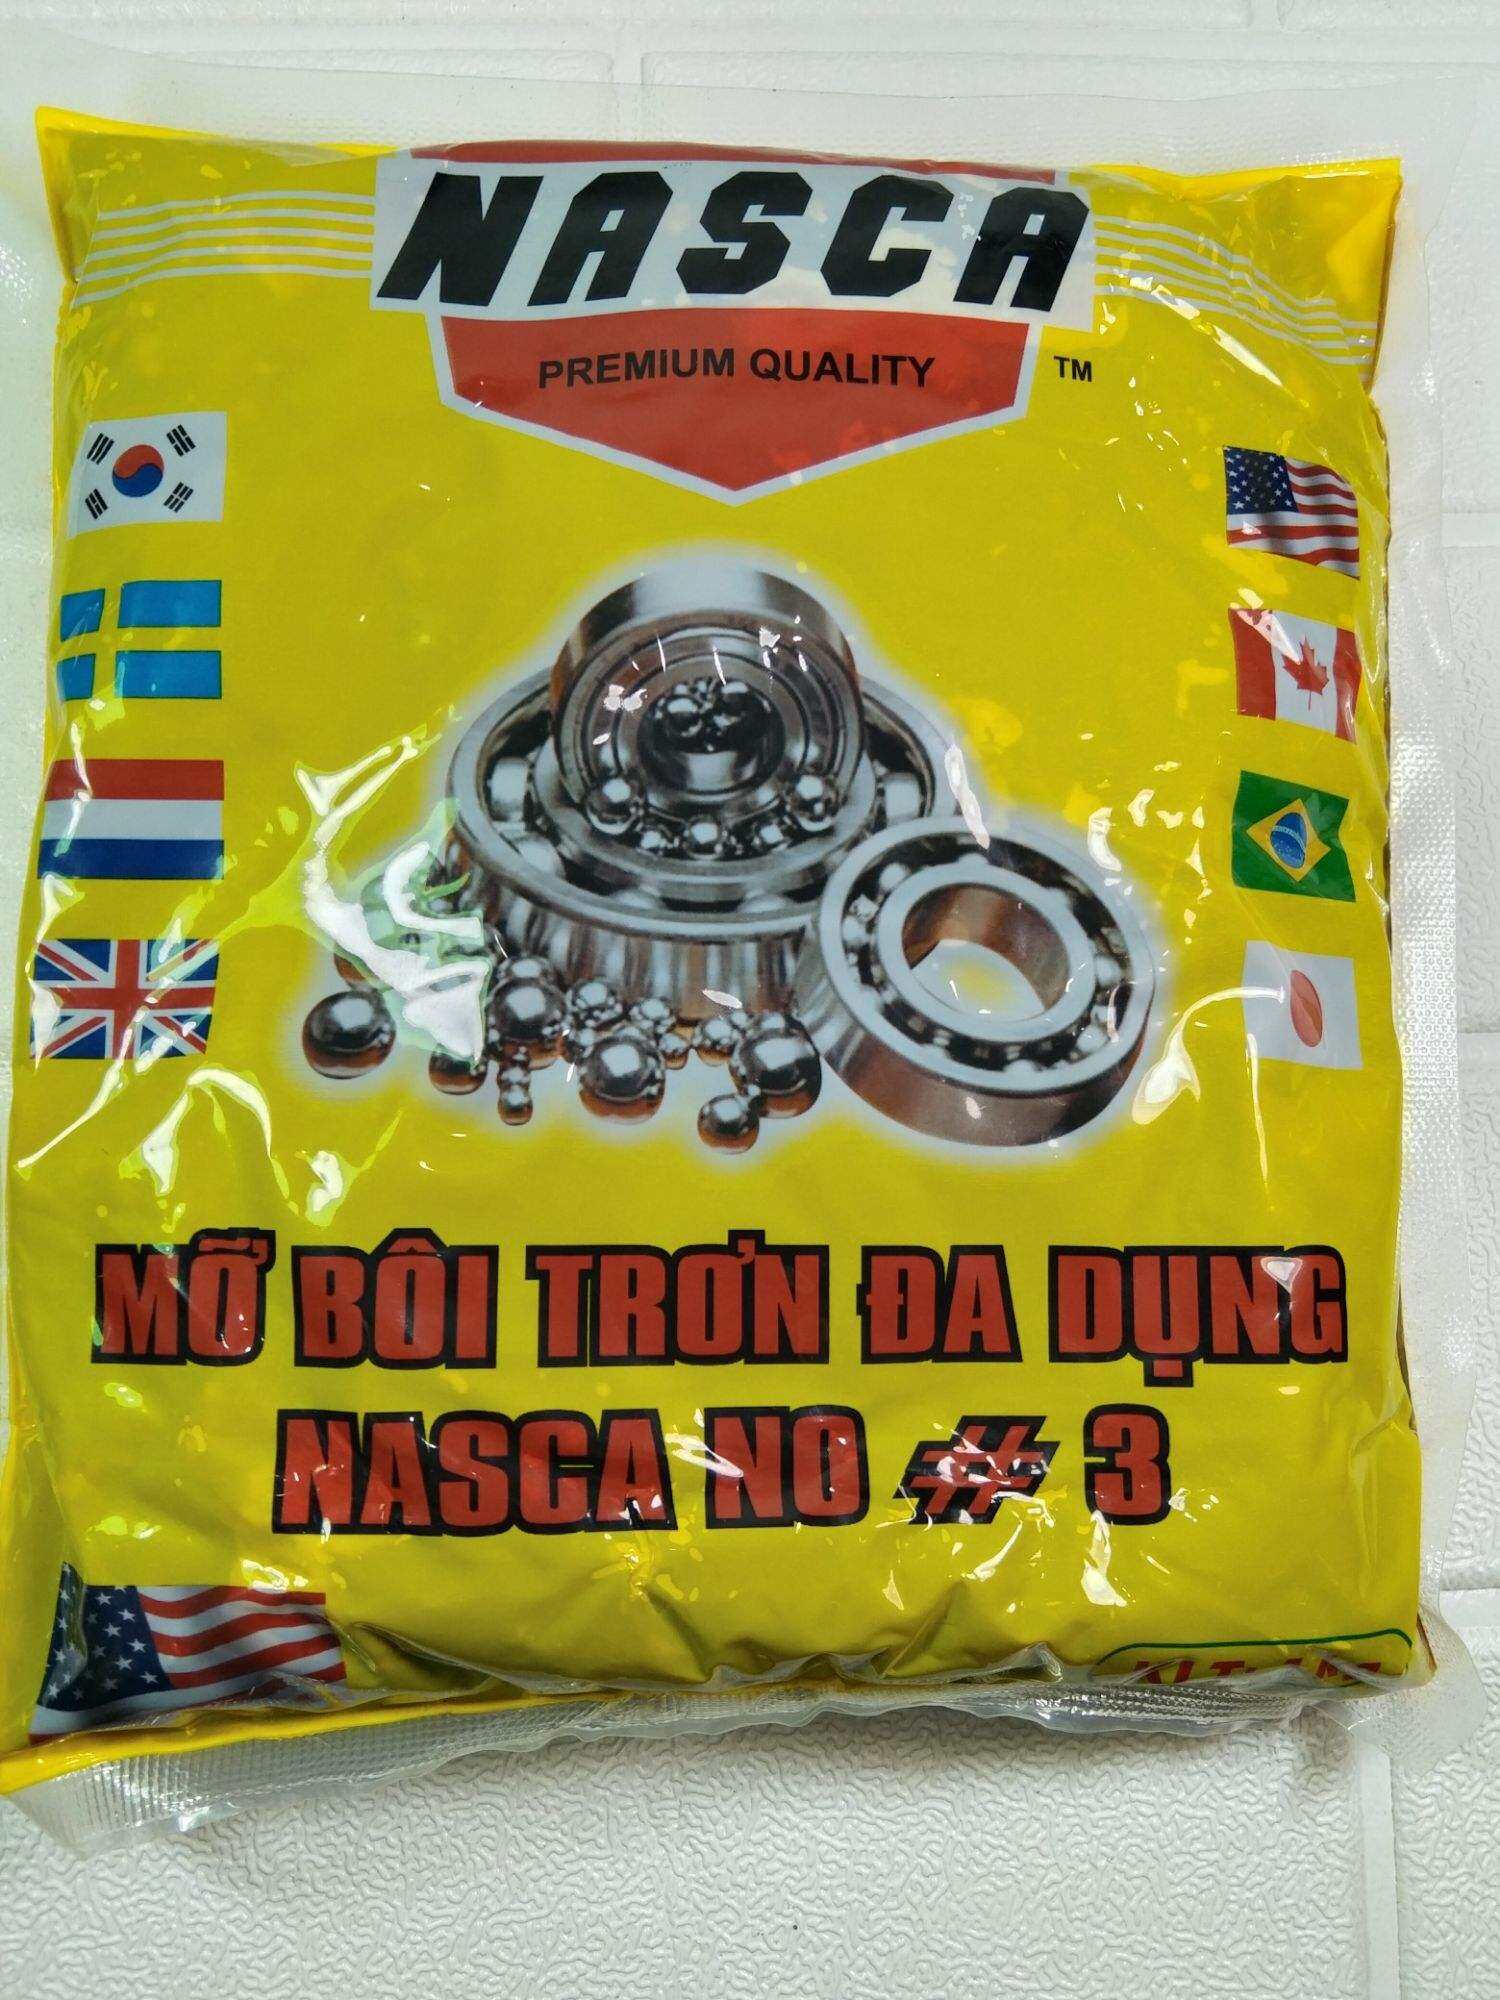 NASCA
PREMIUM QUALITY
TM
MỠ BÔI TRƠN ĐA DỤNG
NASCA NO # 3